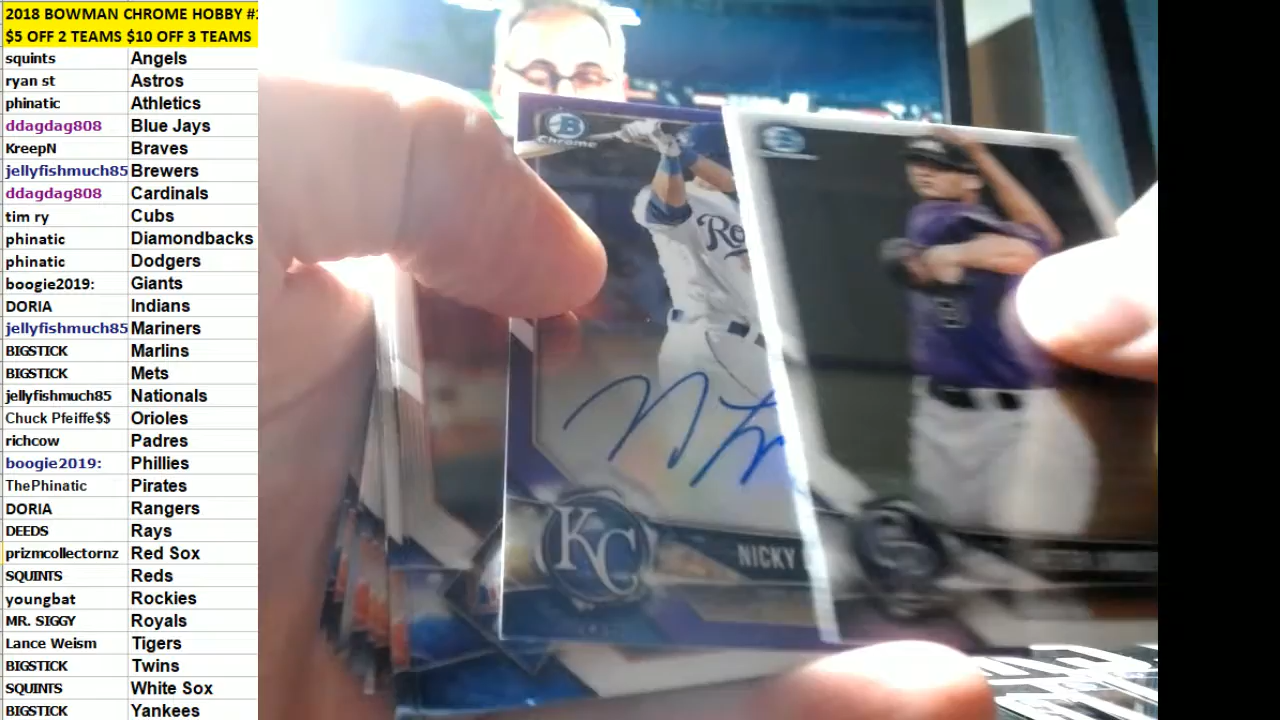 2018 BOWMAN CHROME HOBBY #
$5 OFF 2 TEAMS $10 OFF 3 TEAMS
squints Angels
ryan st Astros
phinatic Athletics
ddagdag808 Blue Jays
KreepN Braves
jellyfishmuch85 Brewers
ddagdag808 Cardinals
tim ry Cubs
phinatic Diamondbacks
phinatic Dodgers
boogie2019: Giants
DORIA Indians
jellyfishmuch85 Mariners
BIGSTICK Marlins
BIGSTICK Mets
jellyfishmuch85 Nationals
Chuck Pfeiffe$$ Orioles
richcow Padres
boogie2019: Phillies
ThePhinatic Pirates
DORIA Rangers
DEEDS Rays
prizmcollectornz Red Sox
SQUINTS Reds
youngbat Rockies
MR. SIGGY Royals
Lance Weism Tigers
BIGSTICK Twins
SQUINTS White Sox
BIGSTICK Yankees
B
Chrome
Ro
KC
NICKY